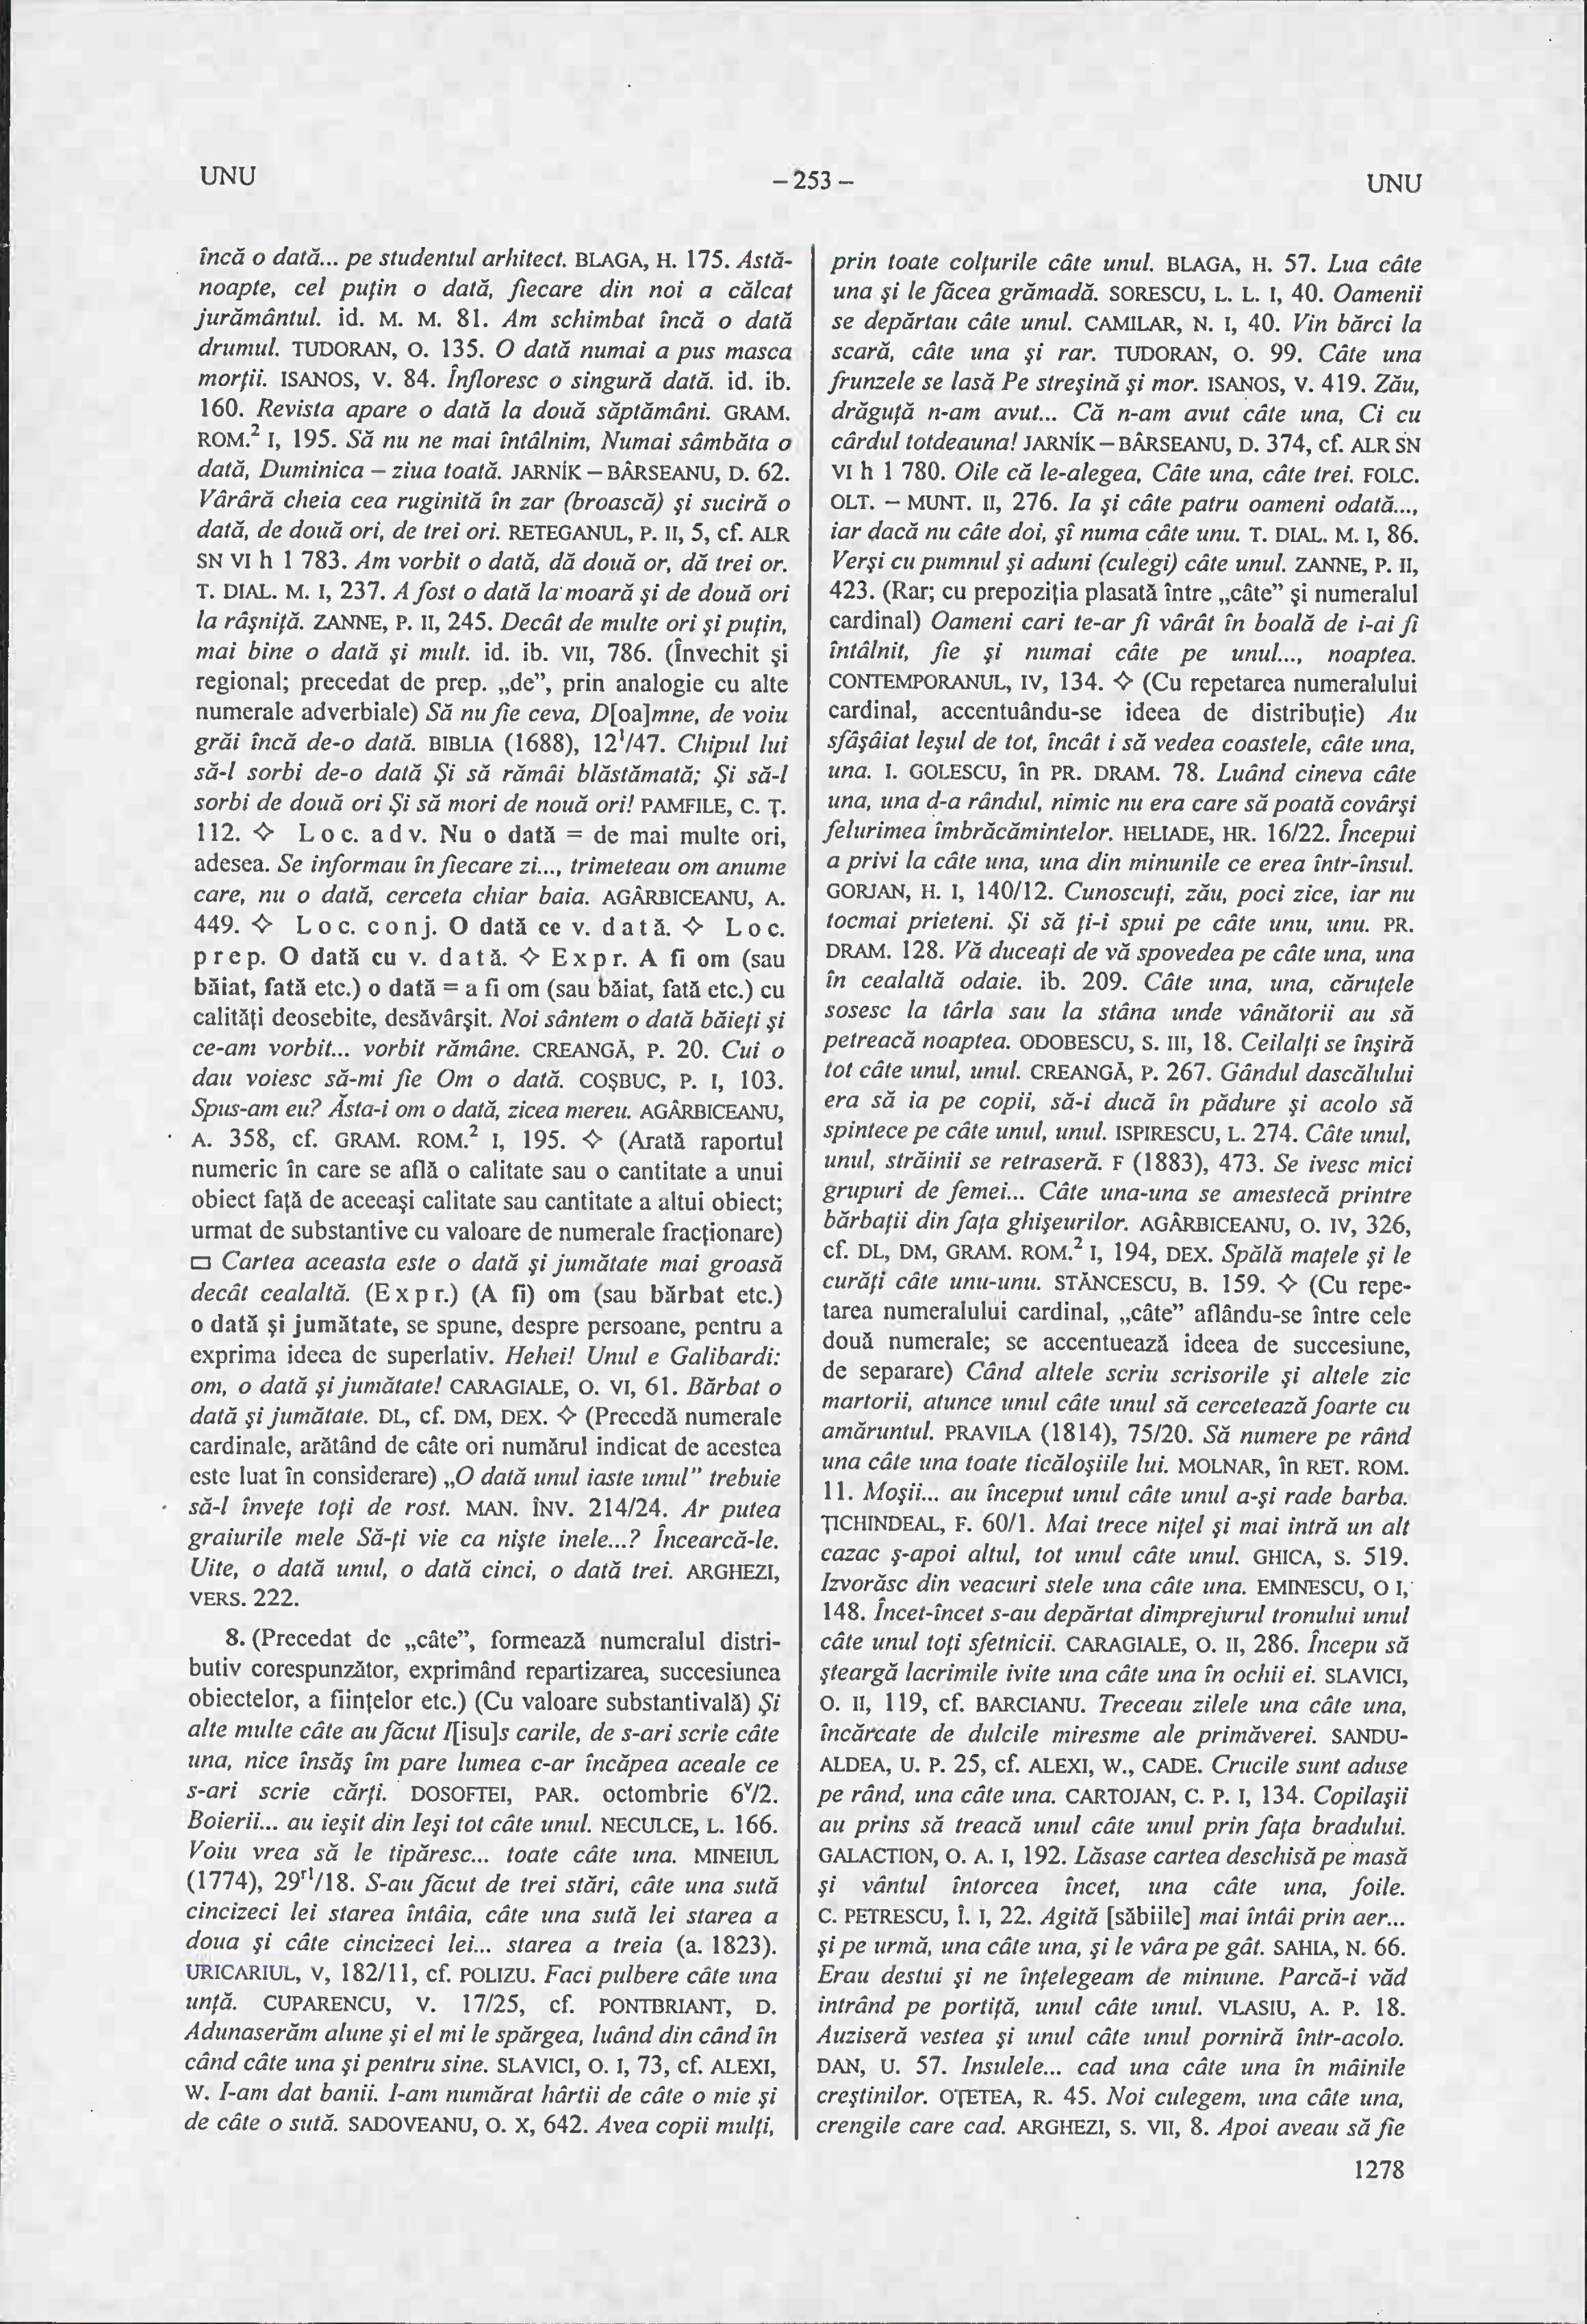 UNU
– 253 –
UNU
încă o dată... pe studentul arhitect. BLAGA, H. 175. Astă-
noapte, cel puţin o dată, fiecare din noi a călcat
jurământul. id. M. M. 81. Am schimbat încă o dată
drumul. TUDORAN, O. 135. O dată numai a pus masca
morţii. ISANOS, V. 84. Înfloresc o singură dată. id. ib.
160. Revista apare o dată la două săptămâni. GRAM.
ROM.² I, 195. Să nu ne mai întâlnim, Numai sâmbăta o
dată, Duminica – ziua toată. JARNÍK – BÂRSEANU, D. 62.
Vârâră cheia cea ruginită în zar (broască) şi suciră o
dată, de două ori, de trei ori. RETEGANUL, P. II, 5, cf. ALR
SN VI h 1 783. Am vorbit o dată, dă două or, dă trei or.
T. DIAL. M. I, 237. A fost o dată la moară şi de două ori
la râşniţă. ZANNE, P. II, 245. Decât de multe ori şi puţin,
mai bine o dată şi mult. id. ib. VII, 786. (Învechit şi
regional; precedat de prep. „de”, prin analogie cu alte
numerale adverbiale) Să nu fie ceva, D[oa]mne, de voiu
grăi încă de-o dată. BIBLIA (1688), 12¹/47. Chipul lui
să-l sorbi de-o dată Şi să rămâi blăstămată; Şi să-l
sorbi de două ori Şi să mori de nouă ori! PAMFILE, C. Ţ.
112. ◇ Loc. adv. Nu o dată = de mai multe ori,
adesea. Se informau în fiecare zi..., trimeteau om anume
care, nu o dată, cerceta chiar baia. AGÂRBICEANU, A.
449. ◇ Loc. conj. O dată ce v. dată. ◇ Loc.
prep. O dată cu v. dată. ◇ Expr. A fi om (sau
băiat, fată etc.) o dată = a fi om (sau băiat, fată etc.) cu
calităţi deosebite, desăvârşit. Noi sântem o dată băieţi şi
ce-am vorbit... vorbit rămâne. CREANGĂ, P. 20. Cui o
dau voiesc să-mi fie Om o dată. COŞBUC, P. I, 103.
Spus-am eu? Ăsta-i om o dată, zicea mereu. AGÂRBICEANU,
A. 358, cf. GRAM. ROM.² I, 195. ◇ (Arată raportul
numeric în care se află o calitate sau o cantitate a unui
obiect faţă de aceeaşi calitate sau cantitate a altui obiect;
urmat de substantive cu valoare de numerale fracţionare)
▭ Cartea aceasta este o dată şi jumătate mai groasă
decât cealaltă. (Expr.) (A fi) om (sau bărbat etc.)
o dată şi jumătate, se spune, despre persoane, pentru a
exprima ideea de superlativ. Hehei! Unul e Galibardi:
om, o dată şi jumătate! CARAGIALE, O. VI, 61. Bărbat o
dată şi jumătate. DL, cf. DM, DEX. ◇ (Precedă numerale
cardinale, arătând de câte ori numărul indicat de acestea
este luat în considerare) „O dată unul iaste unul” trebuie
să-l înveţe toţi de rost. MAN. ÎNV. 214/24. Ar putea
graiurile mele Să-ţi vie ca nişte inele...? Încearcă-le.
Uite, o dată unul, o dată cinci, o dată trei. ARGHEZI,
VERS. 222.
8. (Precedat de „câte”, formează numeralul distri-
butiv corespunzător, exprimând repartizarea, succesiunea
obiectelor, a fiinţelor etc.) (Cu valoare substantivală) Şi
alte multe câte au făcut I[isu]s carile, de s-ari scrie câte
una, nice însăş îm pare lumea c-ar încăpea aceale ce
s-ari scrie cărţi. DOSOFTEI, PAR. octombrie 6ᵛ/2.
Boierii... au ieşit din Ieşi tot câte unul. NECULCE, L. 166.
Voiu vrea să le tipăresc... toate câte una. MINEIUL
(1774), 29ʳ¹/18. S-au făcut de trei stări, câte una sută
cincizeci lei starea întâia, câte una sută lei starea a
doua şi câte cincizeci lei... starea a treia (a. 1823).
URICARIUL, V, 182/11, cf. POLIZU. Faci pulbere câte una
unţă. CUPARENCU, V. 17/25, cf. PONTBRIANT, D.
Adunaserăm alune şi el mi le spărgea, luând din când în
când câte una şi pentru sine. SLAVICI, O. I, 73, cf. ALEXI,
W. I-am dat banii. I-am numărat hârtii de câte o mie şi
de câte o sută. SADOVEANU, O. X, 642. Avea copii mulţi,
prin toate colţurile câte unul. BLAGA, H. 57. Lua câte
una şi le făcea grămadă. SORESCU, L. L. I, 40. Oamenii
se depărtau câte unul. CAMILAR, N. I, 40. Vin bărci la
scară, câte una şi rar. TUDORAN, O. 99. Câte una
frunzele se lasă Pe streşină şi mor. ISANOS, V. 419. Zău,
drăguţă n-am avut... Că n-am avut câte una, Ci cu
cârdul totdeauna! JARNÍK – BÂRSEANU, D. 374, cf. ALR SN
VI h 1 780. Oile că le-alegea, Câte una, câte trei. FOLC.
OLT. – MUNT. II, 276. Ia şi câte patru oameni odată...,
iar dacă nu câte doi, şî numa câte unu. T. DIAL. M. I, 86.
Verşi cu pumnul şi aduni (culegi) câte unul. ZANNE, P. II,
423. (Rar; cu prepoziţia plasată între „câte” şi numeralul
cardinal) Oameni cari te-ar fi vârât în boală de i-ai fi
întâlnit, fie şi numai câte pe unul..., noaptea.
CONTEMPORANUL, IV, 134. ◇ (Cu repetarea numeralului
cardinal, accentuându-se ideea de distribuţie) Au
sfâşâiat leşul de tot, încât i să vedea coastele, câte una,
una. I. GOLESCU, în PR. DRAM. 78. Luând cineva câte
una, una d-a rândul, nimic nu era care să poată covârşi
felurimea îmbrăcămintelor. HELIADE, HR. 16/22. Începui
a privi la câte una, una din minunile ce erea într-însul.
GORJAN, H. I, 140/12. Cunoscuţi, zău, poci zice, iar nu
tocmai prieteni. Şi să ţi-i spui pe câte unu, unu. PR.
DRAM. 128. Vă duceaţi de vă spovedea pe câte una, una
în cealaltă odaie. ib. 209. Câte una, una, căruţele
sosesc la târla sau la stâna unde vânătorii au să
petreacă noaptea. ODOBESCU, S. III, 18. Ceilalţi se înşiră
tot câte unul, unul. CREANGĂ, P. 267. Gândul dascălului
era să ia pe copii, să-i ducă în pădure şi acolo să
spintece pe câte unul, unul. ISPIRESCU, L. 274. Câte unul,
unul, străinii se retraseră. F (1883), 473. Se ivesc mici
grupuri de femei... Câte una-una se amestecă printre
bărbaţii din faţa ghişeurilor. AGÂRBICEANU, O. IV, 326,
cf. DL, DM, GRAM. ROM.² I, 194, DEX. Spălă maţele şi le
curăţi câte unu-unu. STĂNCESCU, B. 159. ◇ (Cu repe-
tarea numeralului cardinal, „câte” aflându-se între cele
două numerale; se accentuează ideea de succesiune,
de separare) Când altele scriu scrisorile şi altele zic
martorii, atunce unul câte unul să cercetează foarte cu
amăruntul. PRAVILA (1814), 75/20. Să numere pe rând
una câte una toate ticăloşiile lui. MOLNAR, în RET. ROM.
11. Moşii... au început unul câte unul a-şi rade barba.
ŢICHINDEAL, F. 60/1. Mai trece niţel şi mai intră un alt
cazac ş-apoi altul, tot unul câte unul. GHICA, S. 519.
Izvorăsc din veacuri stele una câte una. EMINESCU, O I,
148. Încet-încet s-au depărtat dimprejurul tronului unul
câte unul toţi sfetnicii. CARAGIALE, O. II, 286. Începu să
şteargă lacrimile ivite una câte una în ochii ei. SLAVICI,
O. II, 119, cf. BARCIANU. Treceau zilele una câte una,
încărcate de dulcile miresme ale primăverei. SANDU-
ALDEA, U. P. 25, cf. ALEXI, W., CADE. Crucile sunt aduse
pe rând, una câte una. CARTOJAN, C. P. I, 134. Copilaşii
au prins să treacă unul câte unul prin faţa bradului.
GALACTION, O. A. I, 192. Lăsase cartea deschisă pe masă
şi vântul întorcea încet, una câte una, foile.
C. PETRESCU, Î. I, 22. Agită [săbiile] mai întâi prin aer...
şi pe urmă, una câte una, şi le vâra pe gât. SAHIA, N. 66.
Erau destui şi ne înţelegeam de minune. Parcă-i văd
intrând pe portiţă, unul câte unul. VLASIU, A. P. 18.
Auziseră vestea şi unul câte unul porniră într-acolo.
DAN, U. 57. Insulele... cad una câte una în mâinile
creştinilor. OŢETEA, R. 45. Noi culegem, una câte una,
crengile care cad. ARGHEZI, S. VII, 8. Apoi aveau să fie
1278